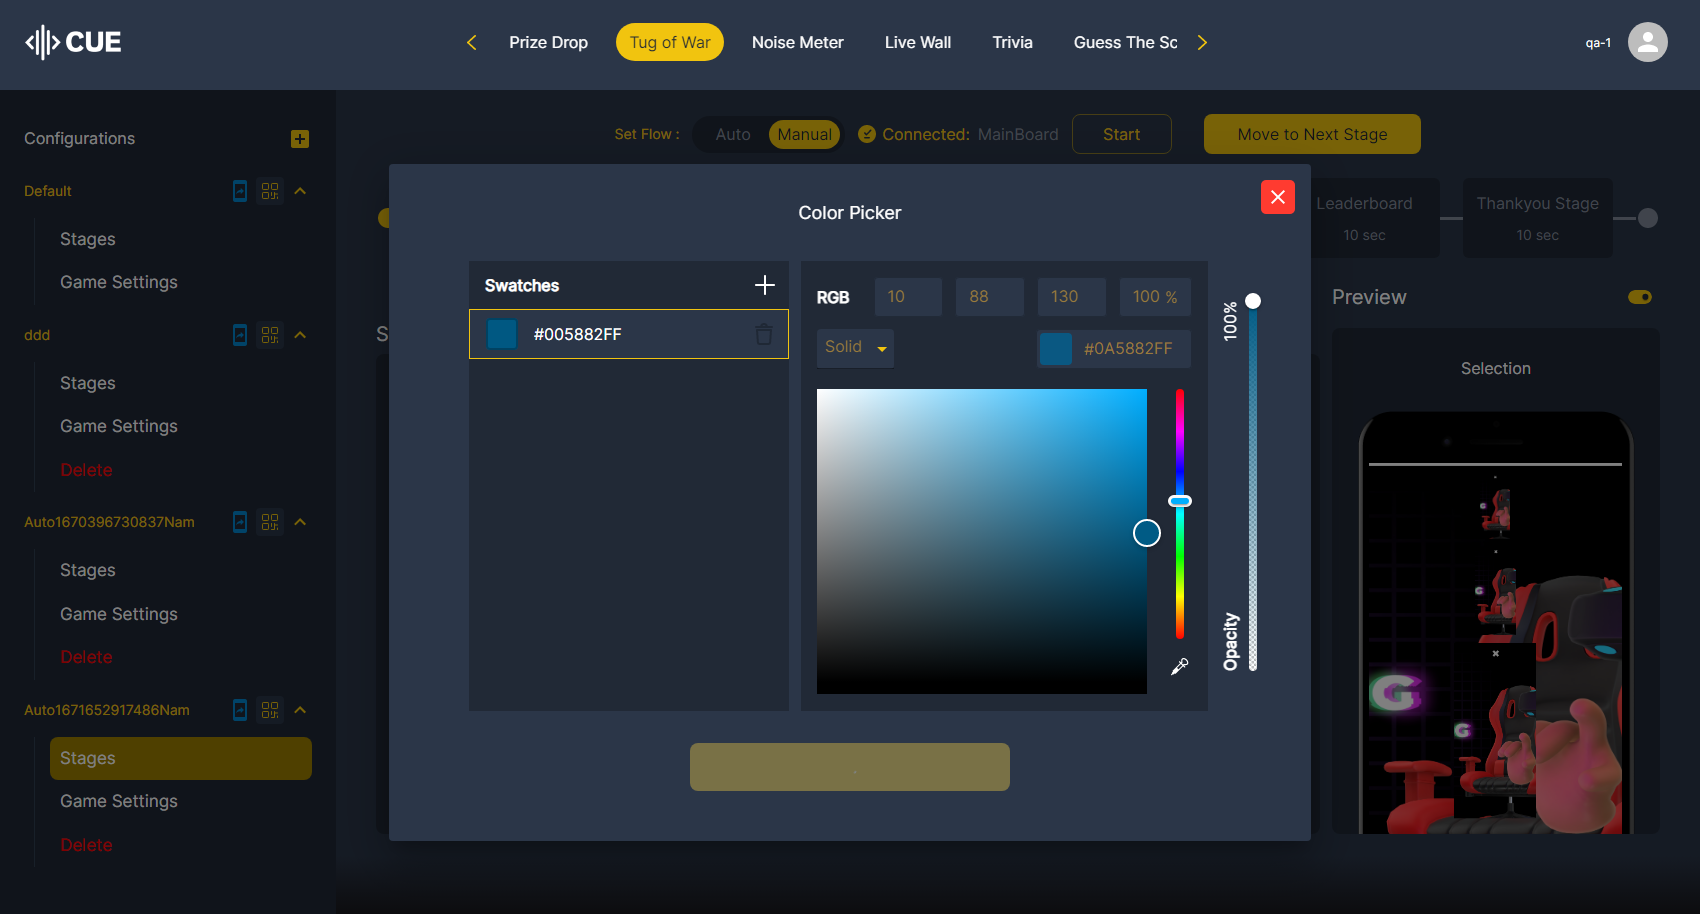 CUE
Prize Drop
Tug of War
Noise Meter
Live Wall
Trivia
Guess The Sc
qa-1
Configurations
Default
Stages
Game Settings
ddd
Stages
Game Settings
Delete
Auto1670396730837Nam
Stages
Game Settings
Delete
Auto1671652917486Nam
Stages
Game Settings
Delete
Set Flow :
Auto
Manual
Connected: MainBoard
Start
Move to Next Stage
Leaderboard
10 sec
Thankyou Stage
10 sec
S
Color Picker
Swatches
#005882FF
RGB
10
88
130
100 %
Solid
#0A5882FF
100%
Opacity
Preview
Selection
G
G
G
G